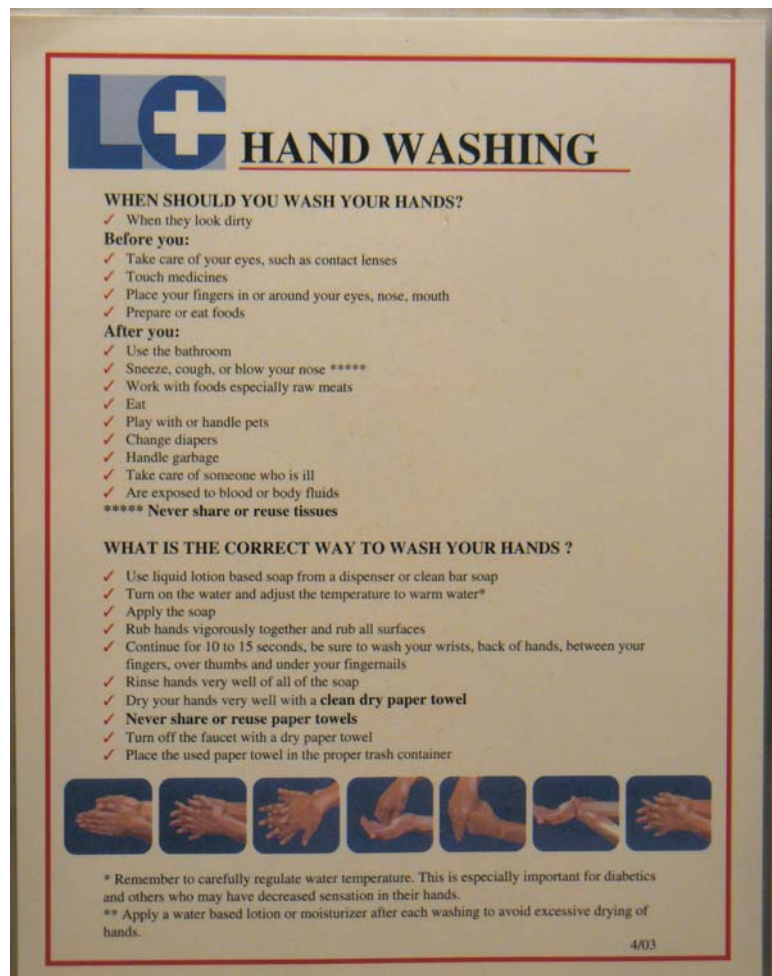 LC HAND WASHING
WHEN SHOULD YOU WASH YOUR HANDS?
✓ When they look dirty
Before you:
✓ Take care of your eyes, such as contact lenses
✓ Touch medicines
✓ Place your fingers in or around your eyes, nose, mouth
✓ Prepare or eat foods
After you:
✓ Use the bathroom
✓ Sneeze, cough, or blow your nose *****
✓ Work with foods especially raw meats
✓ Eat
✓ Play with or handle pets
✓ Change diapers
✓ Handle garbage
✓ Take care of someone who is ill
✓ Are exposed to blood or body fluids
***** Never share or reuse tissues
WHAT IS THE CORRECT WAY TO WASH YOUR HANDS ?
✓ Use liquid lotion based soap from a dispenser or clean bar soap
✓ Turn on the water and adjust the temperature to warm water*
✓ Apply the soap
✓ Rub hands vigorously together and rub all surfaces
✓ Continue for 10 to 15 seconds, be sure to wash your wrists, back of hands, between your
fingers, over thumbs and under your fingernails
✓ Rinse hands very well of all of the soap
✓ Dry your hands very well with a clean dry paper towel
✓ Never share or reuse paper towels
✓ Turn off the faucet with a dry paper towel
✓ Place the used paper towel in the proper trash container
* Remember to carefully regulate water temperature. This is especially important for diabetics
and others who may have decreased sensation in their hands.
** Apply a water based lotion or moisturizer after each washing to avoid excessive drying of
hands.
4/03